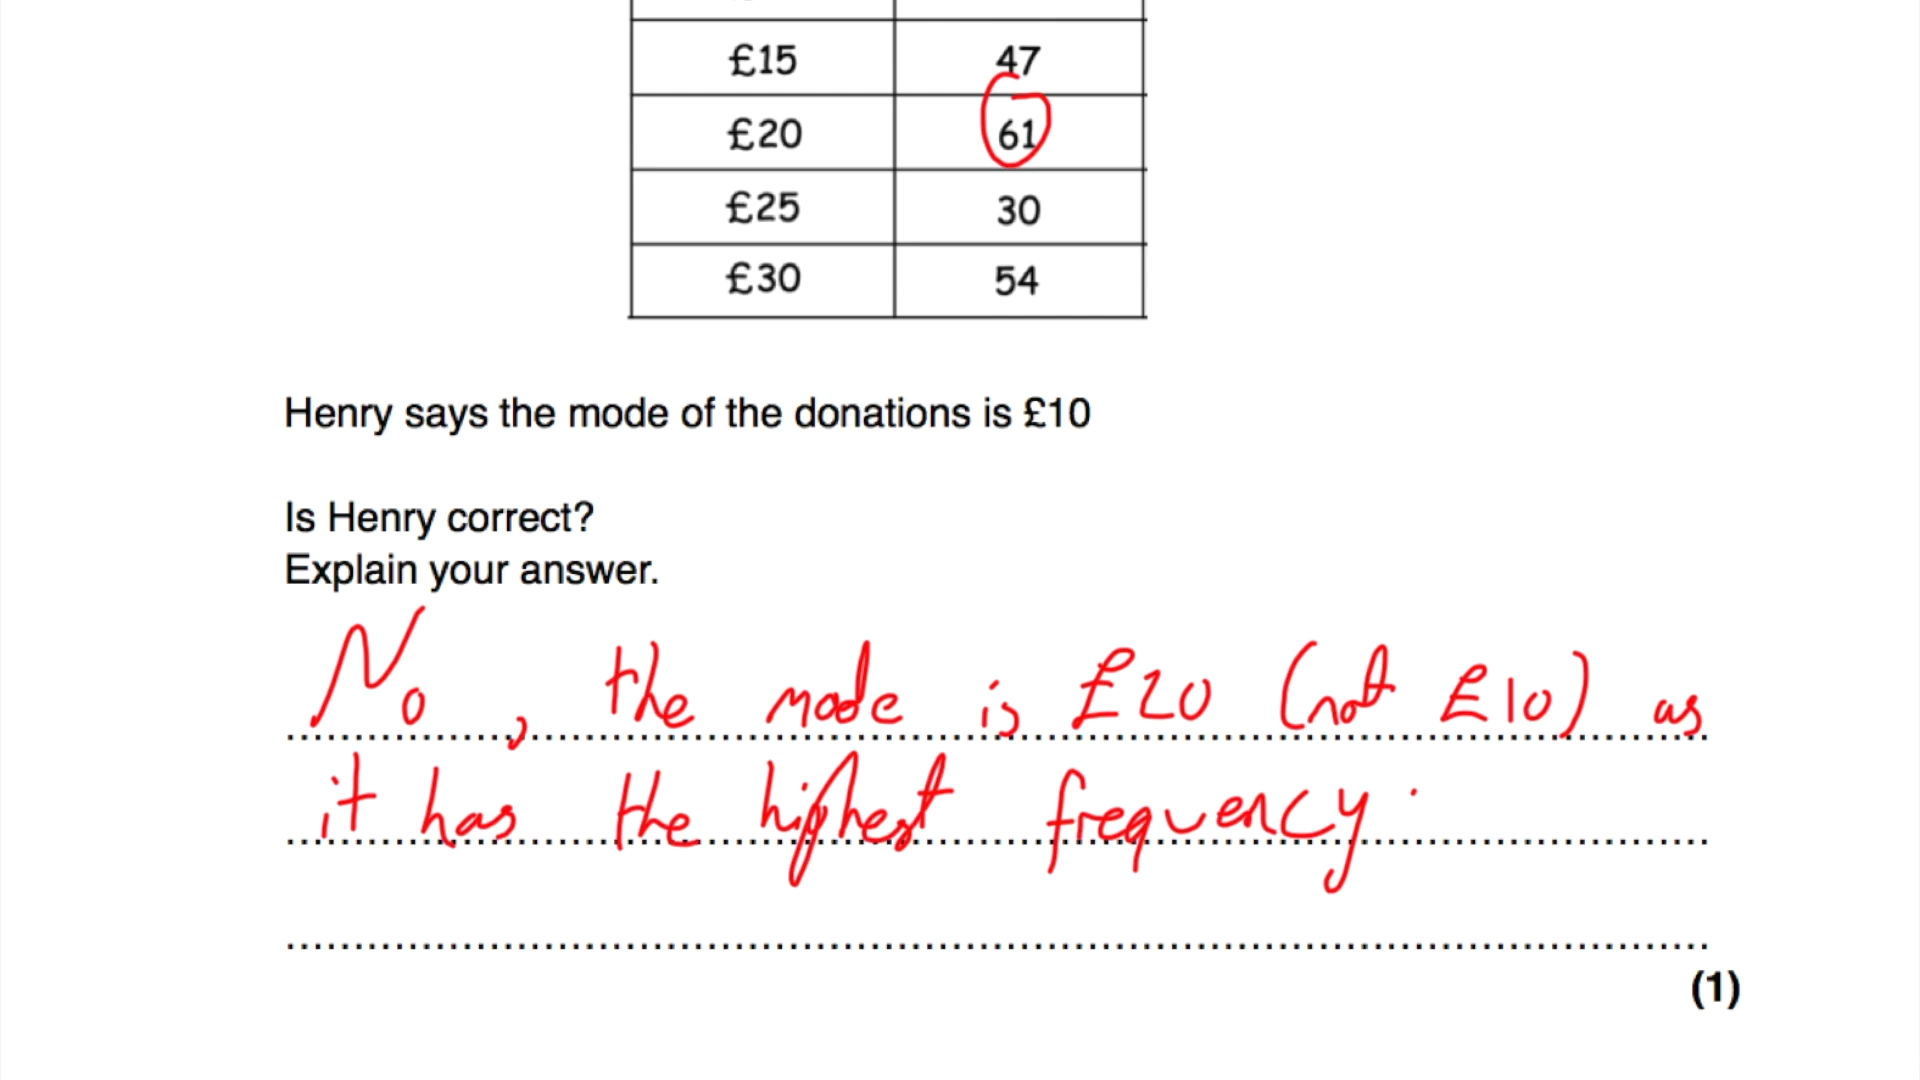 £15 47
£20 61
£25 30
£30 54
Henry says the mode of the donations is £10
Is Henry correct?
Explain your answer.
No, the mode is £20 (not £10) as
it has the highest frequency.
(1)